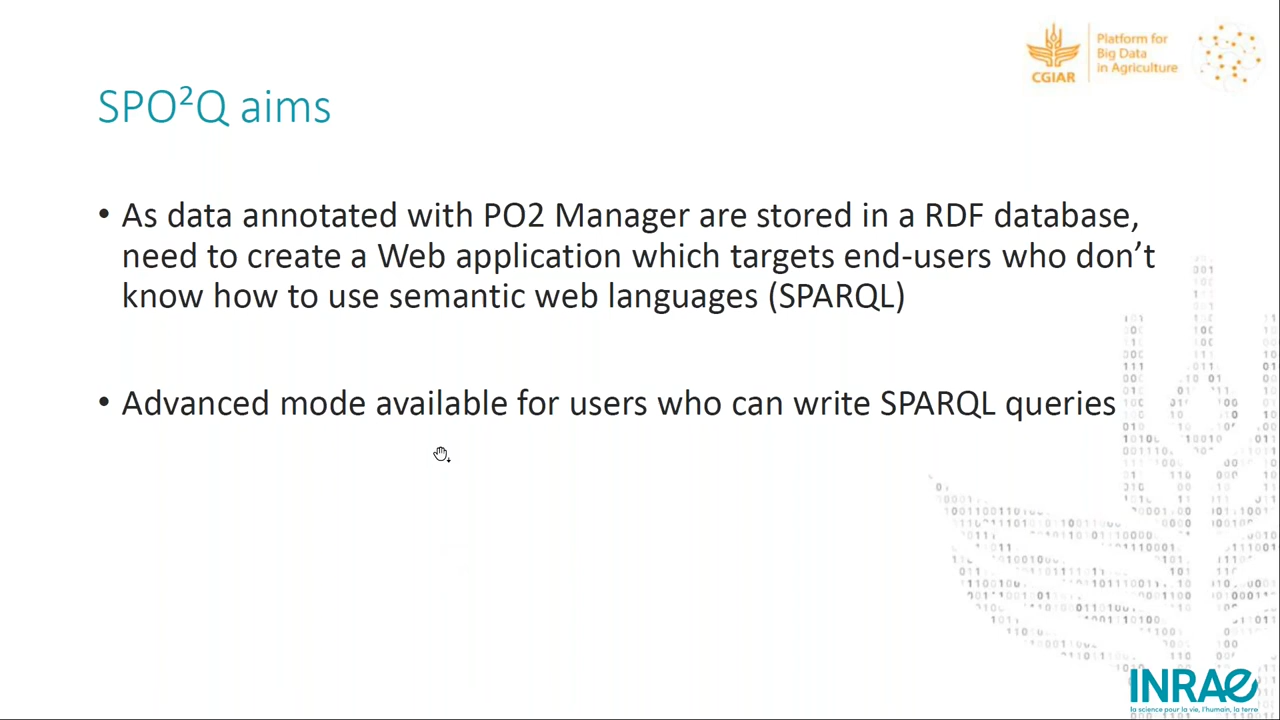 CGIAR
Platform for
Big Data
in Agriculture
SPO²Q aims
• As data annotated with PO2 Manager are stored in a RDF database,
need to create a Web application which targets end-users who don’t
know how to use semantic web languages (SPARQL)
• Advanced mode available for users who can write SPARQL queries
INRAE
la science pour la vie, l'humain, la terre